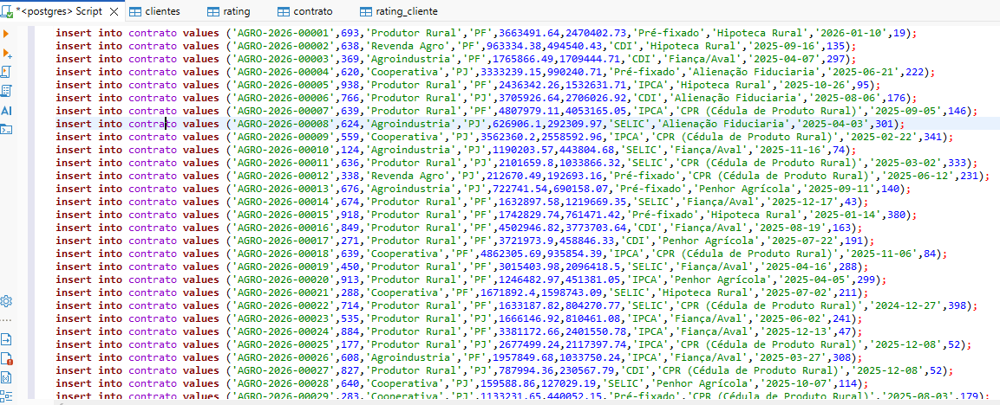 *<postgres> Script
clientes
rating
contrato
rating_cliente
insert into contrato values ('AGRO-2026-00001',693,'Produtor Rural','PF',3663491.64,2470402.73,'Pré-fixado','Hipoteca Rural','2026-01-10',19);
insert into contrato values ('AGRO-2026-00002',638,'Revenda Agro','PF',963334.38,494540.43,'CDI','Hipoteca Rural','2025-09-16',135);
insert into contrato values ('AGRO-2026-00003',369,'Agroindustria','PF',1765866.49,1709444.71,'CDI','Fiança/Aval','2025-04-07',297);
insert into contrato values ('AGRO-2026-00004',620,'Cooperativa','PJ',3333239.15,990240.71,'Pré-fixado','Alienação Fiduciaria','2025-06-21',222);
insert into contrato values ('AGRO-2026-00005',938,'Produtor Rural','PF',2436342.26,1532631.71,'IPCA','Hipoteca Rural','2025-10-26',95);
insert into contrato values ('AGRO-2026-00006',766,'Produtor Rural','PJ',3705926.64,2706026.92,'CDI','Alienação Fiduciaria','2025-08-06',176);
insert into contrato values ('AGRO-2026-00007',639,'Produtor Rural','PF',4807979.11,4053165.05,'IPCA','CPR (Cédula de Produto Rural)','2025-09-05',146);
insert into contrato values ('AGRO-2026-00008',624,'Agroindustria','PJ',626906.1,292309.97,'SELIC','Alienação Fiduciaria','2025-04-03',301);
insert into contrato values ('AGRO-2026-00009',559,'Cooperativa','PJ',3562360.2,2558592.96,'IPCA','CPR (Cédula de Produto Rural)','2025-02-22',341);
insert into contrato values ('AGRO-2026-00010',124,'Agroindustria','PJ',1190203.57,443804.68,'SELIC','Fiança/Aval','2025-11-16',74);
insert into contrato values ('AGRO-2026-00011',636,'Produtor Rural','PJ',2101659.8,1033866.32,'SELIC','CPR (Cédula de Produto Rural)','2025-03-02',333);
insert into contrato values ('AGRO-2026-00012',338,'Revenda Agro','PJ',212670.49,192693.16,'Pré-fixado','CPR (Cédula de Produto Rural)','2025-06-12',231);
insert into contrato values ('AGRO-2026-00013',676,'Agroindustria','PJ',722741.54,690158.07,'Pré-fixado','Penhor Agrícola','2025-09-11',140);
insert into contrato values ('AGRO-2026-00014',674,'Produtor Rural','PF',1632897.58,1219669.35,'SELIC','Fiança/Aval','2025-12-17',43);
insert into contrato values ('AGRO-2026-00015',918,'Produtor Rural','PF',1742829.74,761471.42,'Pré-fixado','Hipoteca Rural','2025-01-14',380);
insert into contrato values ('AGRO-2026-00016',849,'Produtor Rural','PF',4502946.82,3773703.64,'CDI','Fiança/Aval','2025-08-19',163);
insert into contrato values ('AGRO-2026-00017',271,'Produtor Rural','PF',3721973.9,458846.33,'CDI','Penhor Agrícola','2025-07-22',191);
insert into contrato values ('AGRO-2026-00018',639,'Cooperativa','PF',4862305.69,935854.39,'IPCA','CPR (Cédula de Produto Rural)','2025-11-06',84);
insert into contrato values ('AGRO-2026-00019',450,'Produtor Rural','PF',3015403.98,2096418.5,'SELIC','Fiança/Aval','2025-04-16',288);
insert into contrato values ('AGRO-2026-00020',913,'Produtor Rural','PF',1246482.97,451381.05,'IPCA','Penhor Agrícola','2025-04-05',299);
insert into contrato values ('AGRO-2026-00021',288,'Cooperativa','PF',1671892.4,1598743.09,'SELIC','Hipoteca Rural','2025-07-02',211);
insert into contrato values ('AGRO-2026-00022',714,'Produtor Rural','PF',1633187.82,804270.77,'SELIC','CPR (Cédula de Produto Rural)','2024-12-27',398);
insert into contrato values ('AGRO-2026-00023',535,'Produtor Rural','PJ',1666146.92,810461.08,'IPCA','Fiança/Aval','2025-06-02',241);
insert into contrato values ('AGRO-2026-00024',884,'Produtor Rural','PF',3381172.66,2401550.78,'IPCA','Fiança/Aval','2025-12-13',47);
insert into contrato values ('AGRO-2026-00025',177,'Produtor Rural','PJ',2677499.24,2117397.74,'IPCA','CPR (Cédula de Produto Rural)','2025-12-08',52);
insert into contrato values ('AGRO-2026-00026',608,'Agroindustria','PF',1957849.68,1033750.24,'IPCA','Fiança/Aval','2025-03-27',308);
insert into contrato values ('AGRO-2026-00027',827,'Produtor Rural','PJ',787994.36,230567.79,'CDI','CPR (Cédula de Produto Rural)','2025-12-08',52);
insert into contrato values ('AGRO-2026-00028',640,'Cooperativa','PJ',159588.86,127029.19,'SELIC','Penhor Agrícola','2025-10-07',114);
insert into contrato values ('AGRO-2026-00029',283,'Cooperativa','PJ',1133231.65,440052.15,'Pré-fixado','CPR (Cédula de Produto Rural)','2025-08-03',179);
AI